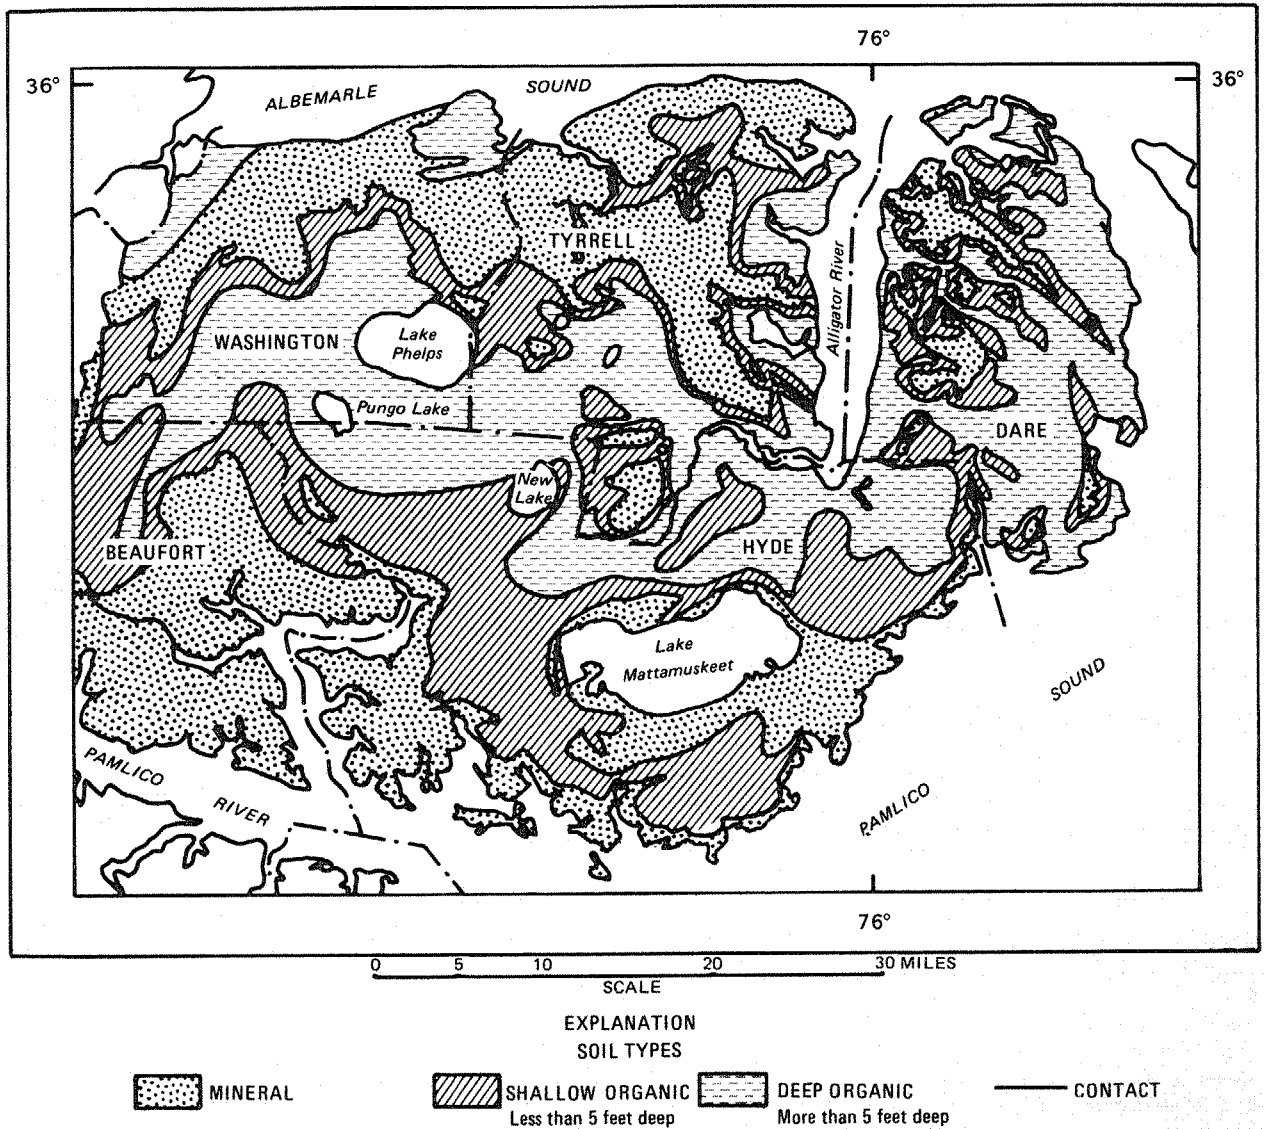 76°
36°
36°
ALBEMARLE SOUND
TYRRELL
Alligator River
WASHINGTON
Lake
Phelps
Pungo Lake
DARE
New
Lake
BEAUFORT
HYDE
Lake
Mattamuskeet
SOUND
PAMLICO
RIVER
PAMLICO
76°
0 5 10 20 30 MILES
SCALE
EXPLANATION
SOIL TYPES
MINERAL
SHALLOW ORGANIC
Less than 5 feet deep
DEEP ORGANIC
More than 5 feet deep
CONTACT